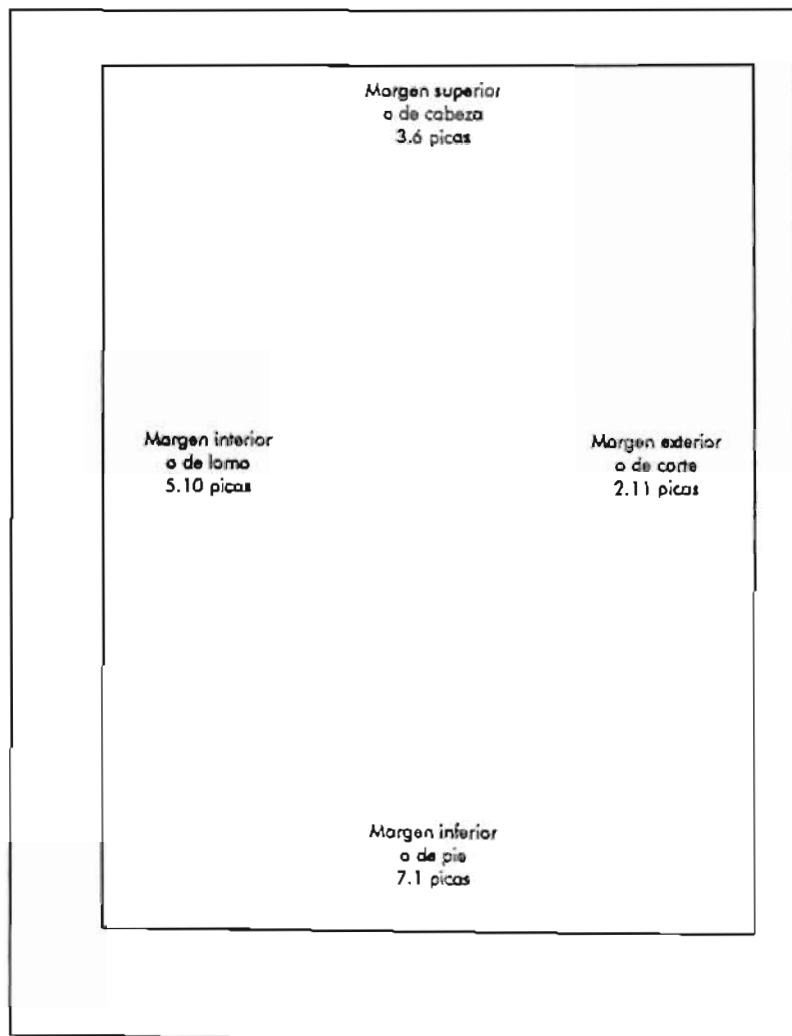 Margen superior
o de cabeza
3.6 picas
Margen interior
o de lomo
5.10 picas
Margen exterior
o de corte
2.11 picas
Margen inferior
o de pie
7.1 picas